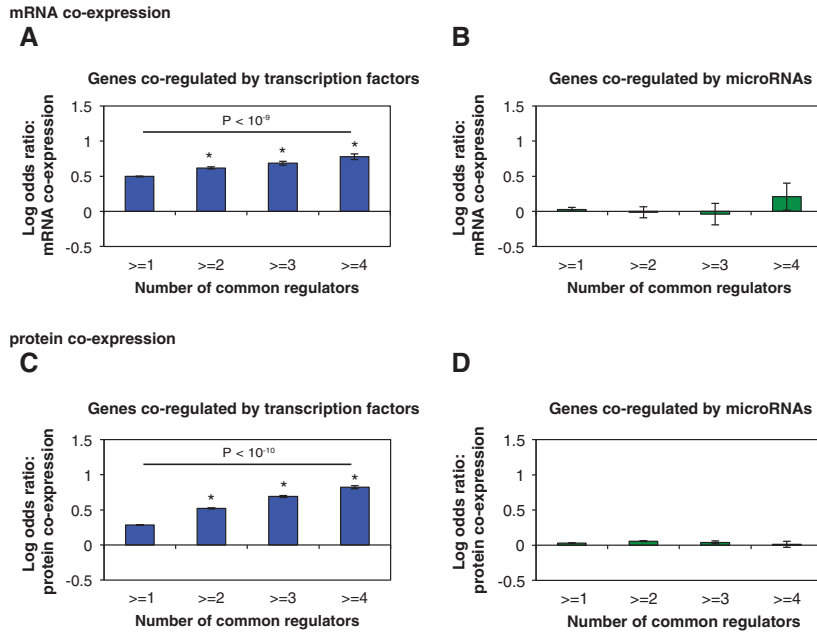 mRNA co-expression
A
Genes co-regulated by transcription factors
Log odds ratio:
mRNA co-expression
1.5
1
0.5
0
-0.5
P < 10⁻⁹
*
*
*
>=1
>=2
>=3
>=4
Number of common regulators
B
Genes co-regulated by microRNAs
Log odds ratio:
mRNA co-expression
1.5
1
0.5
0
-0.5
>=1
>=2
>=3
>=4
Number of common regulators
protein co-expression
C
Genes co-regulated by transcription factors
Log odds ratio:
protein co-expression
1.5
1
0.5
0
-0.5
P < 10⁻¹⁰
*
*
*
>=1
>=2
>=3
>=4
Number of common regulators
D
Genes co-regulated by microRNAs
Log odds ratio:
protein co-expression
1.5
1
0.5
0
-0.5
>=1
>=2
>=3
>=4
Number of common regulators